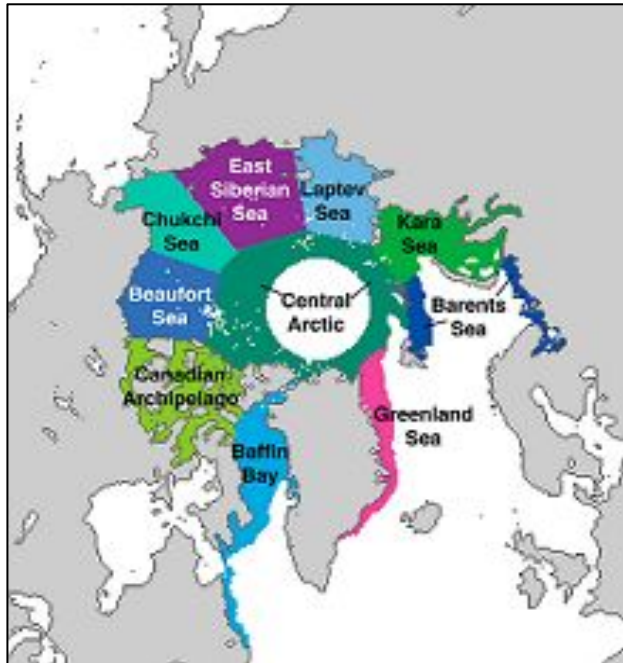 East
Siberian
Sea
Laptev
Sea
Chukchi
Sea
Kara
Sea
Beaufort
Sea
Central
Arctic
Barents
Sea
Canadian
Archipelago
Greenland
Sea
Baffin
Bay